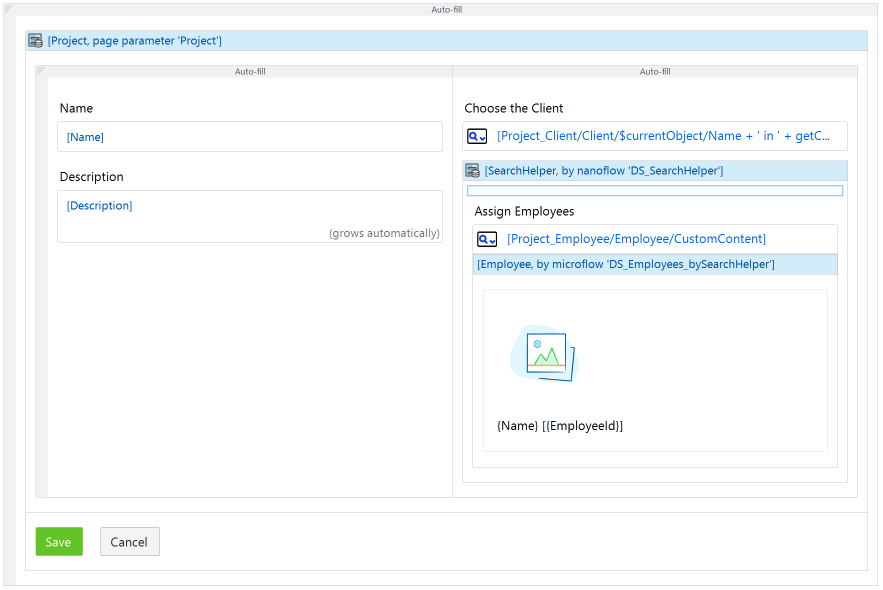 Auto-fill
[Project, page parameter 'Project']
Auto-fill
Auto-fill
Name
[Name]
Description
[Description]
(grows automatically)
Choose the Client
[Project_Client/Client/$currentObject/Name + ' in ' + getC...
[SearchHelper, by nanoflow 'DS_SearchHelper']
Assign Employees
[Project_Employee/Employee/CustomContent]
[Employee, by microflow 'DS_Employees_bySearchHelper']
{Name} [{EmployeeId}]
Save
Cancel